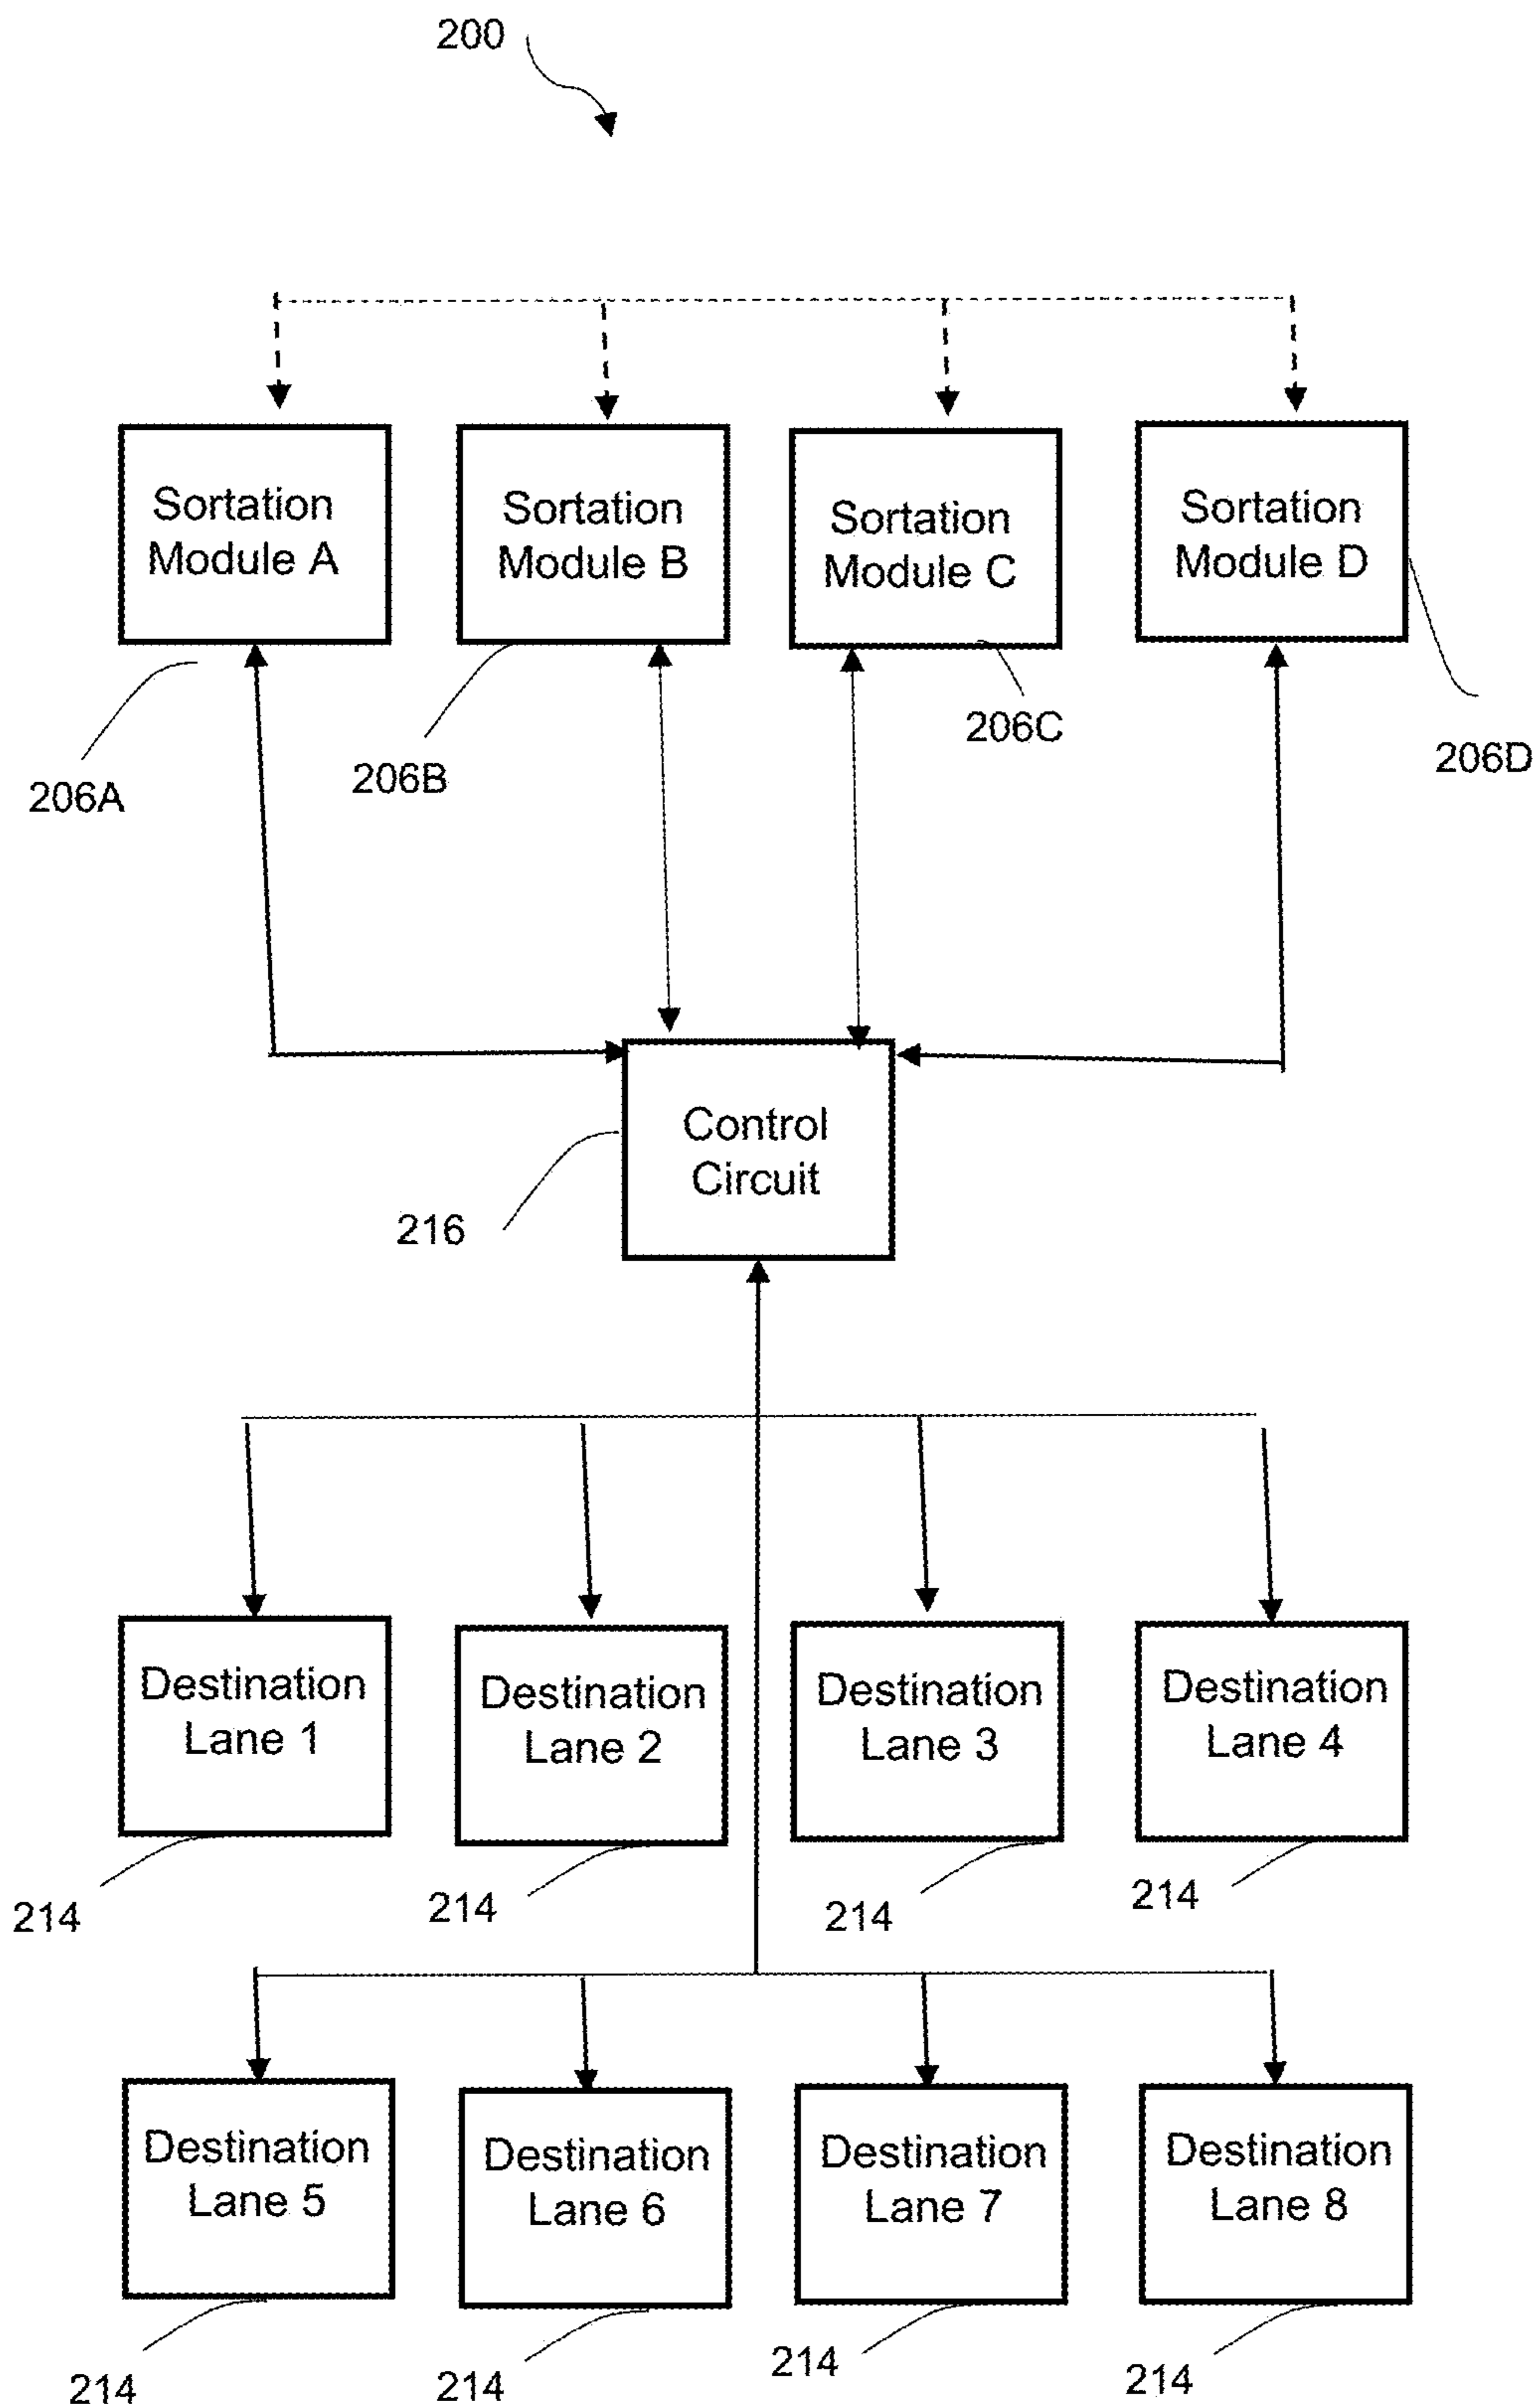 200
Sortation
Module A
Sortation
Module B
Sortation
Module C
Sortation
Module D
206A
206B
206C
206D
Control
Circuit
216
Destination
Lane 1
Destination
Lane 2
Destination
Lane 3
Destination
Lane 4
214
214
214
214
Destination
Lane 5
Destination
Lane 6
Destination
Lane 7
Destination
Lane 8
214
214
214
214